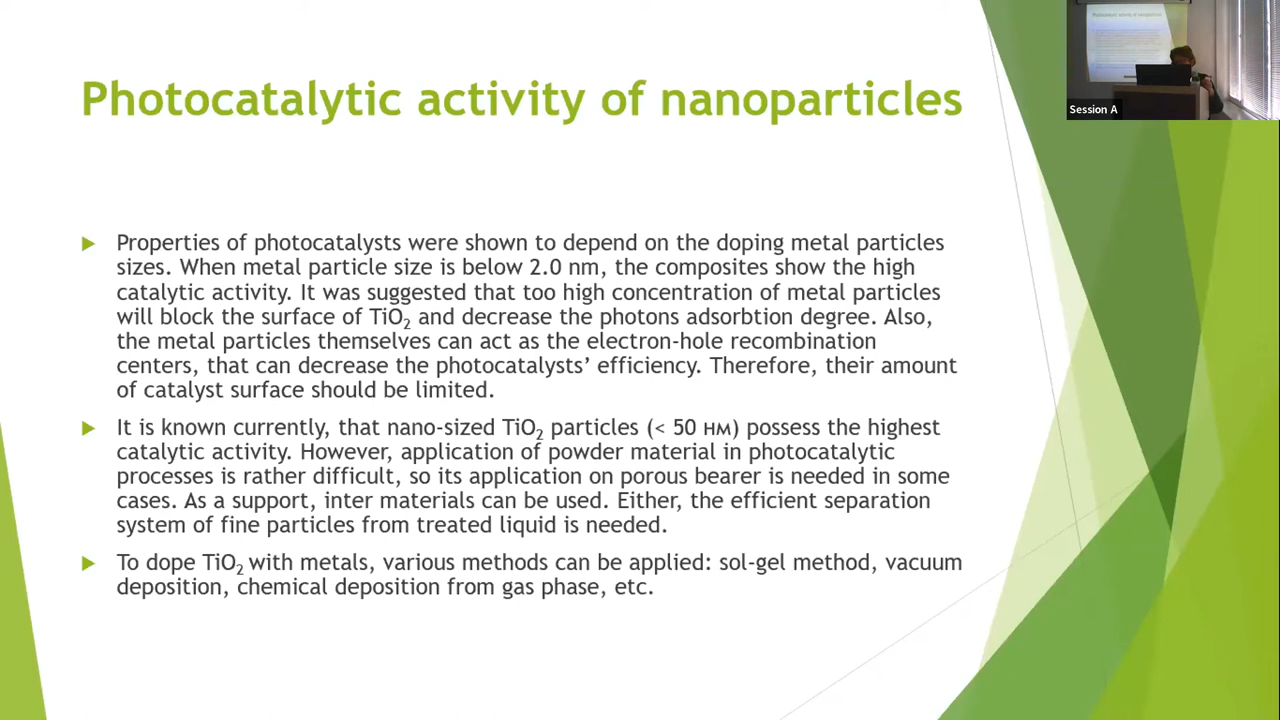 Photocatalytic activity of nanoparticles
Session A
Properties of photocatalysts were shown to depend on the doping metal particles
sizes. When metal particle size is below 2.0 nm, the composites show the high
catalytic activity. It was suggested that too high concentration of metal particles
will block the surface of TiO2 and decrease the photons adsorbtion degree. Also,
the metal particles themselves can act as the electron-hole recombination
centers, that can decrease the photocatalysts’ efficiency. Therefore, their amount
of catalyst surface should be limited.
It is known currently, that nano-sized TiO2 particles (< 50 нм) possess the highest
catalytic activity. However, application of powder material in photocatalytic
processes is rather difficult, so its application on porous bearer is needed in some
cases. As a support, inter materials can be used. Either, the efficient separation
system of fine particles from treated liquid is needed.
To dope TiO2 with metals, various methods can be applied: sol-gel method, vacuum
deposition, chemical deposition from gas phase, etc.